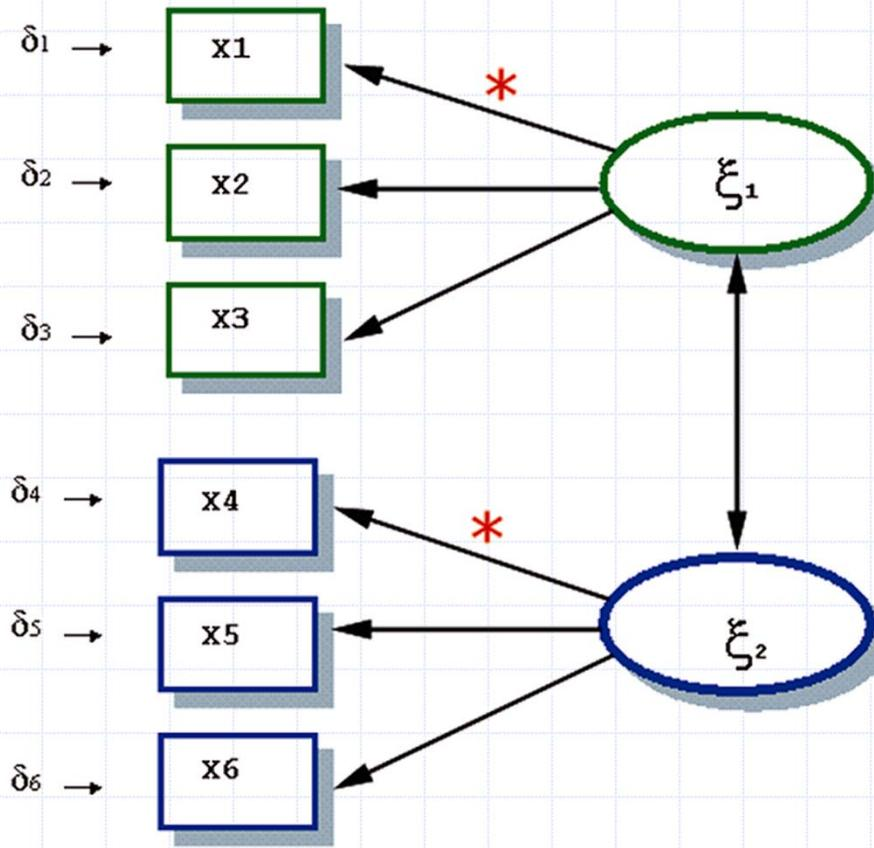 δ1 → x1
*
ξ1
δ2 → x2
δ3 → x3
δ4 → x4
*
δ5 → x5
ξ2
δ6 → x6